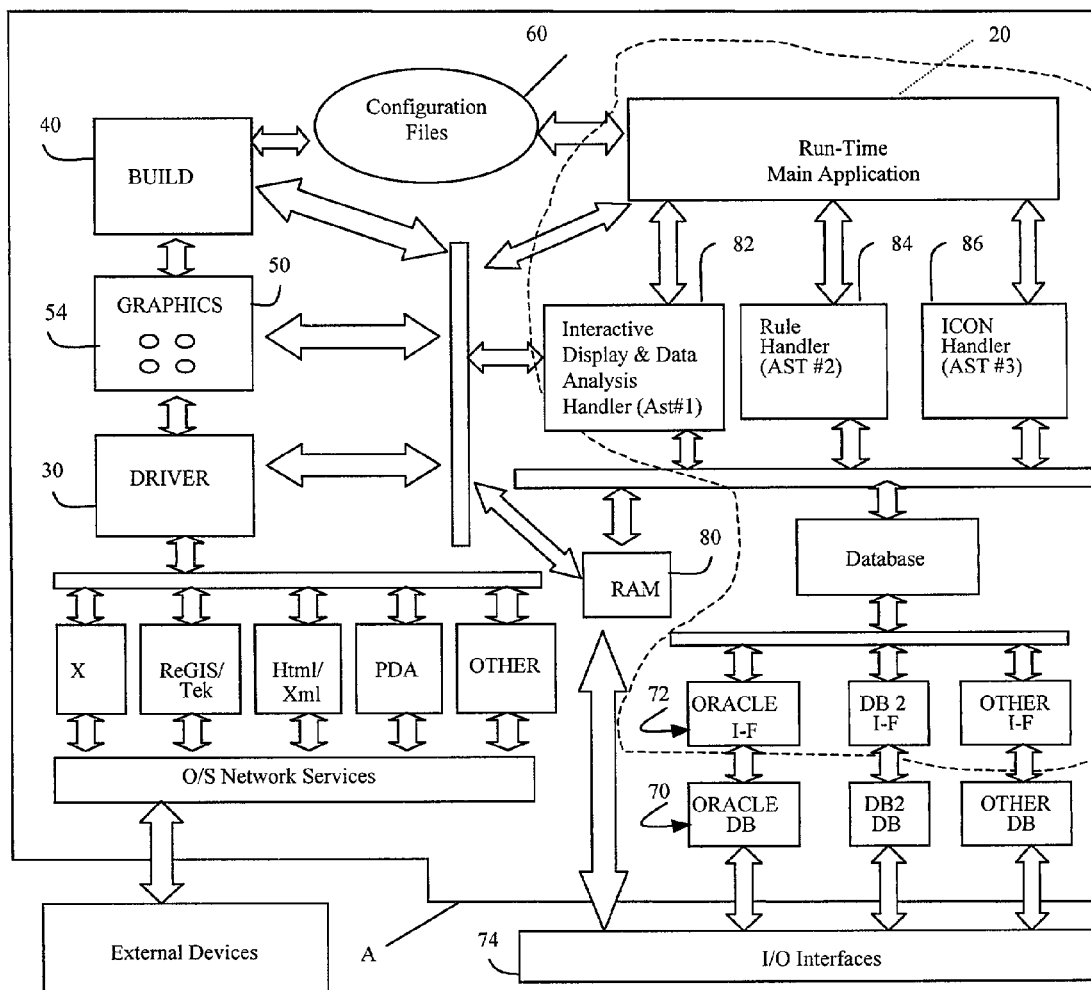 60
20
Configuration
Files
40
BUILD
Run-Time
Main Application
82
84
86
50
54
GRAPHICS
Interactive
Display & Data
Analysis
Handler (Ast#1)
Rule
Handler
(AST #2)
ICON
Handler
(AST #3)
30
DRIVER
80
RAM
Database
X
ReGIS/
Tek
Html/
Xml
PDA
OTHER
72
ORACLE
I-F
DB 2
I-F
OTHER
I-F
O/S Network Services
70
ORACLE
DB
DB2
DB
OTHER
DB
External Devices
A
74
I/O Interfaces